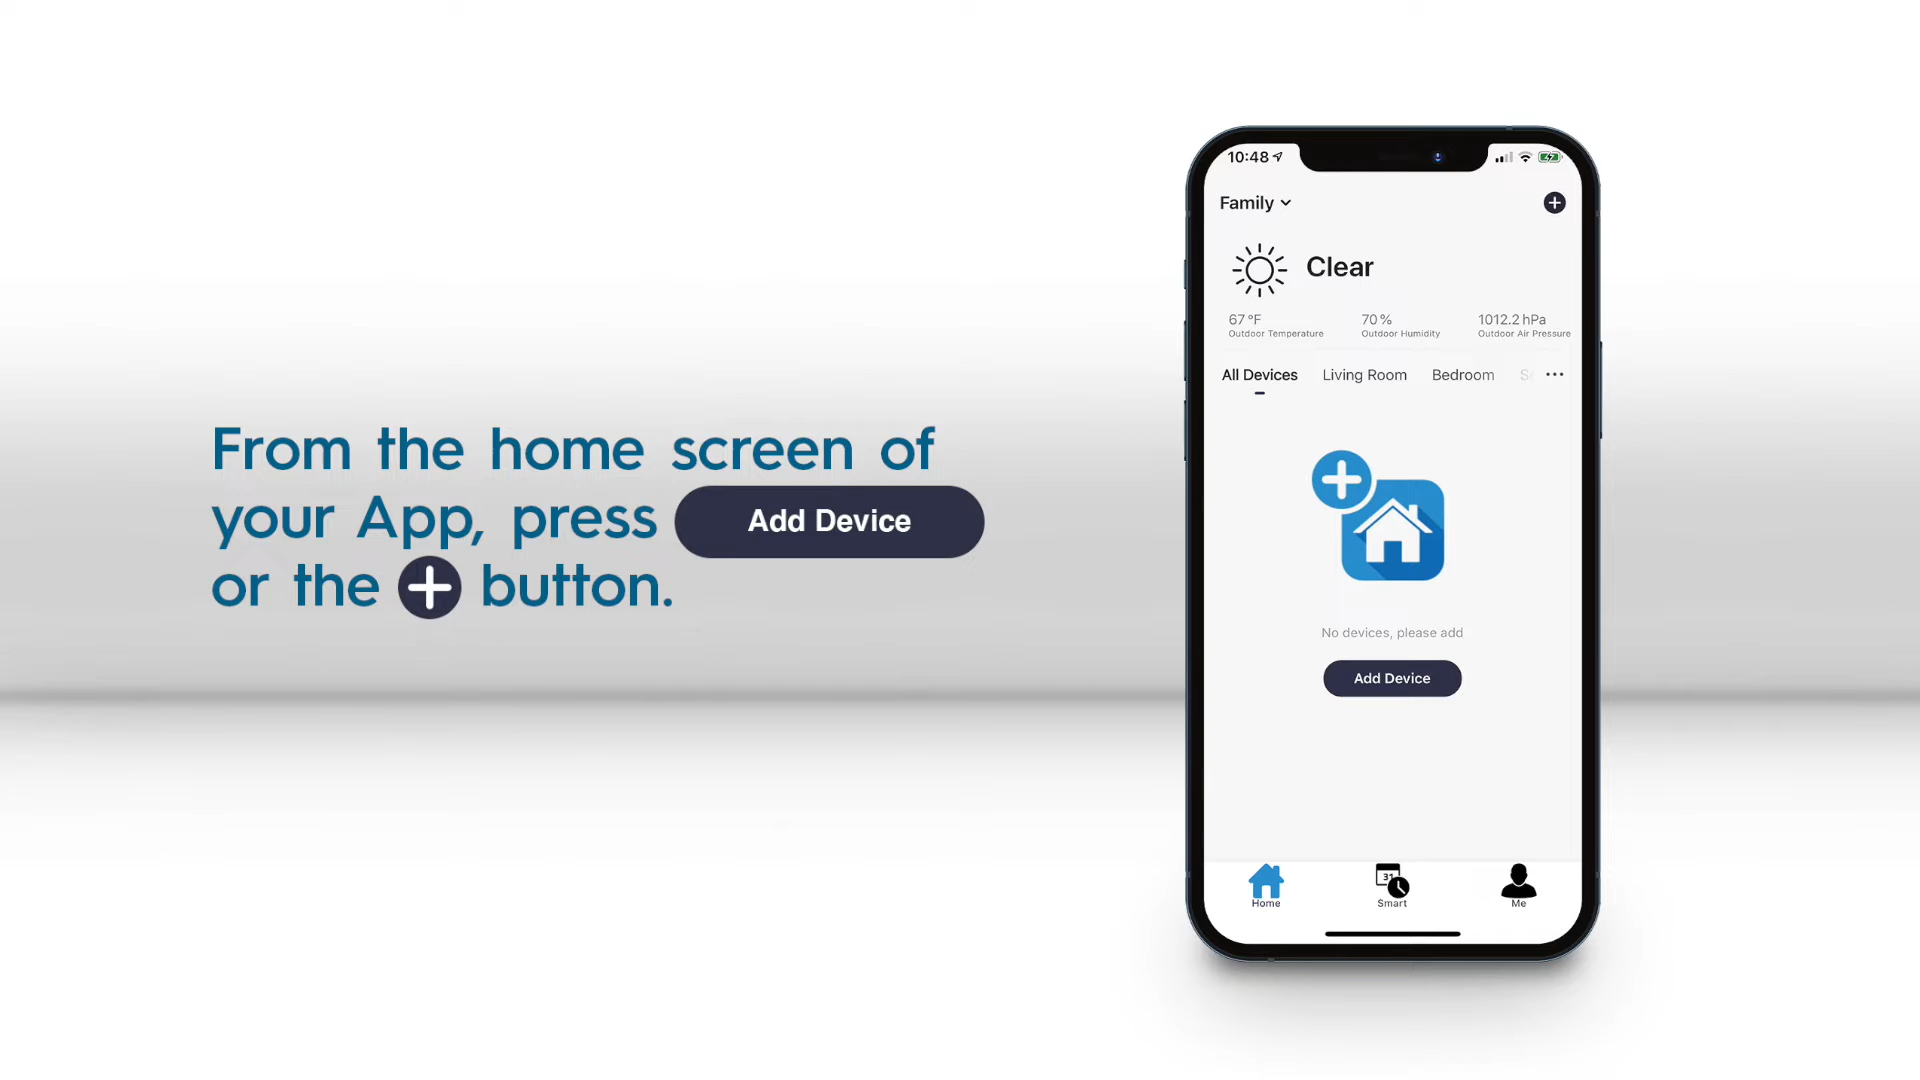 From the home screen of
your App, press Add Device
or the + button.
10:48
Family
Clear
67 °F 70 % 1012.2 hPa
Outdoor Temperature Outdoor Humidity Outdoor Air Pressure
All Devices Living Room Bedroom
No devices, please add
Add Device
31
Home Smart Me